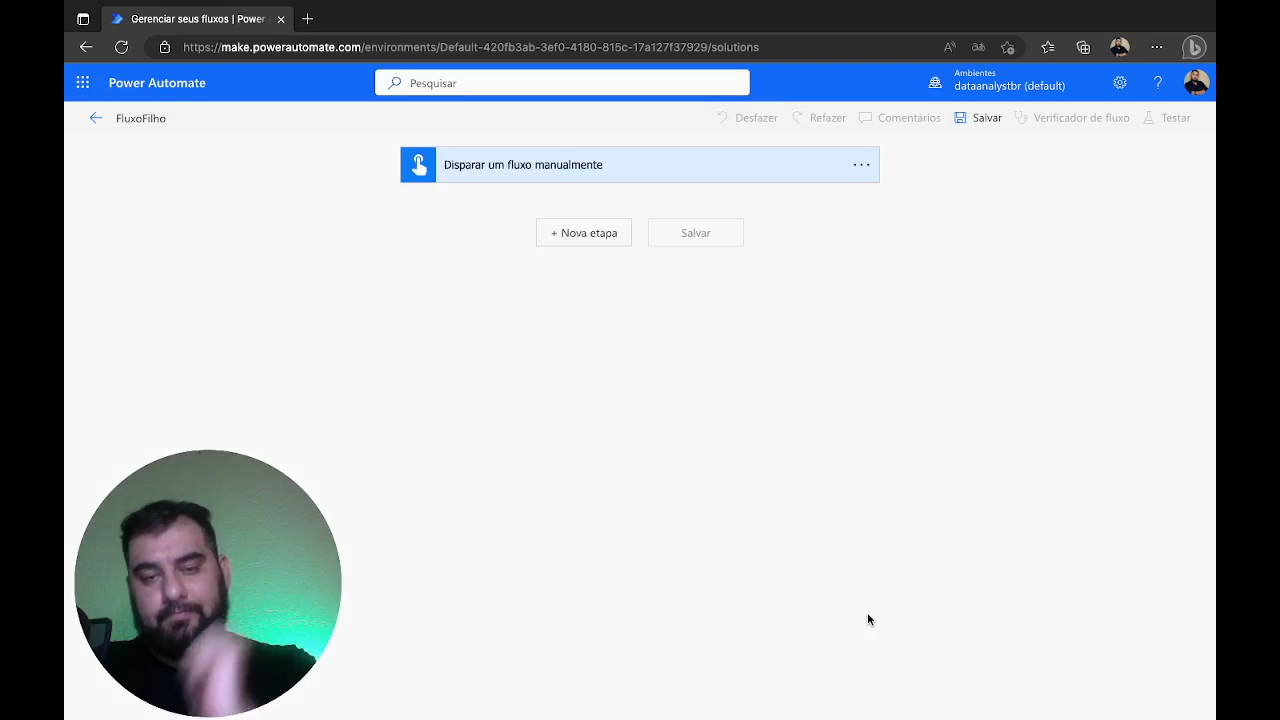 Gerenciar seus fluxos | Power
https://make.powerautomate.com/environments/Default-420fb3ab-3ef0-4180-815c-17a127f37929/solutions
Power Automate
Pesquisar
Ambientes
dataanalystbr (default)
FluxoFilho
Desfazer
Refazer
Comentários
Salvar
Verificador de fluxo
Testar
Disparar um fluxo manualmente
+ Nova etapa
Salvar